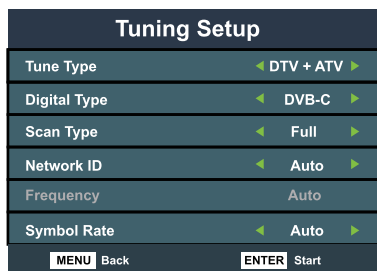 Tuning Setup
Tune Type DTV + ATV
Digital Type DVB-C
Scan Type Full
Network ID Auto
Frequency Auto
Symbol Rate Auto
MENU Back ENTER Start